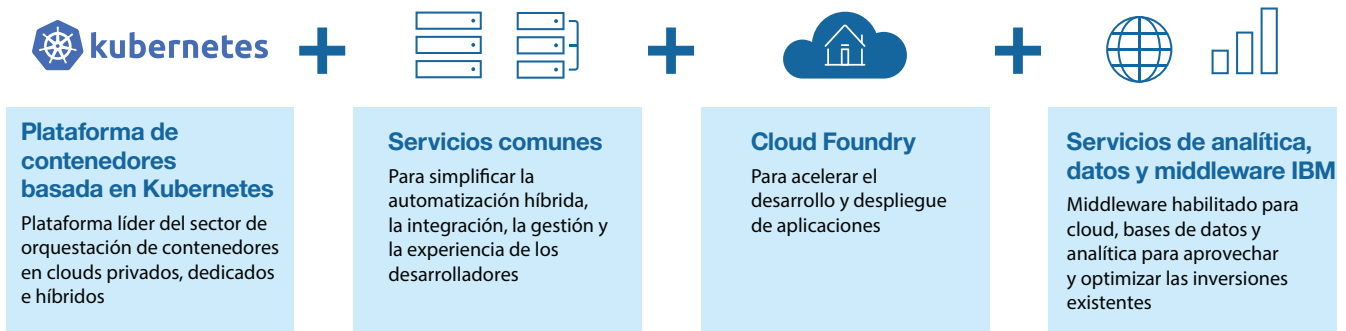 kubernetes
Plataforma de
contenedores
basada en Kubernetes
Plataforma líder del sector de
orquestación de contenedores
en clouds privados, dedicados
e híbridos
Servicios comunes
Para simplificar la
automatización híbrida,
la integración, la gestión y
la experiencia de los
desarrolladores
Cloud Foundry
Para acelerar el
desarrollo y despliegue
de aplicaciones
Servicios de analítica,
datos y middleware IBM
Middleware habilitado para
cloud, bases de datos y
analítica para aprovechar
y optimizar las inversiones
existentes